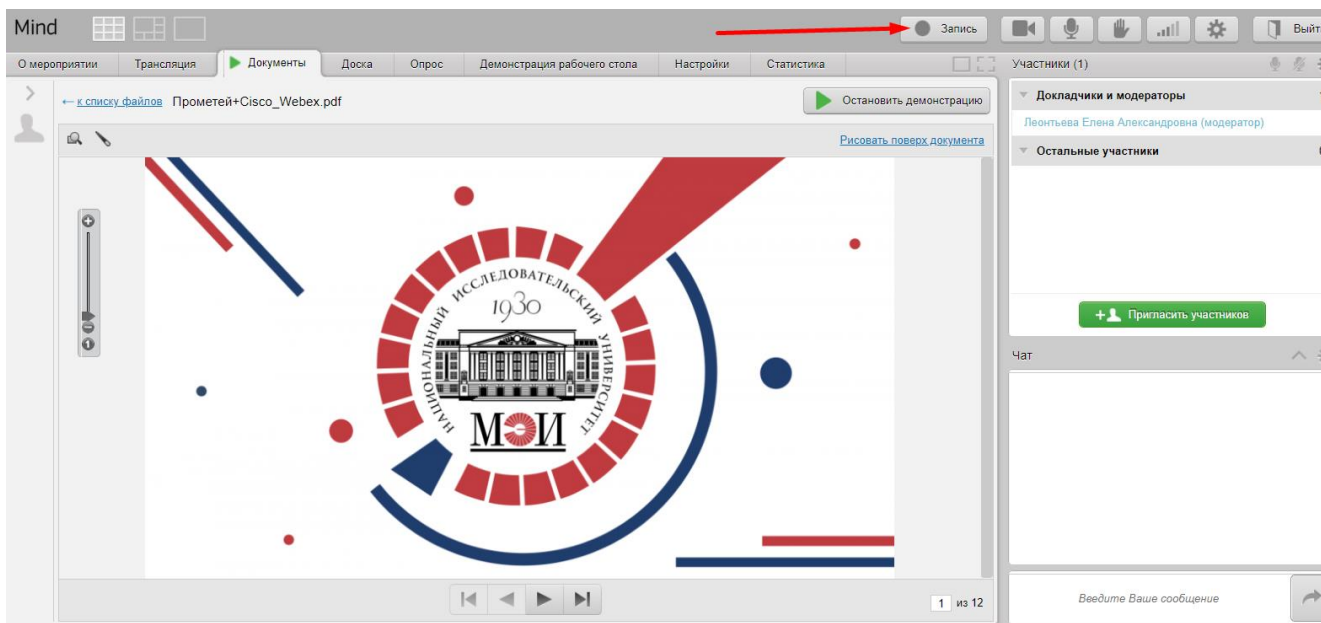 Mind
Запись
Выйт
О мероприятии
Трансляция
Документы
Доска
Опрос
Демонстрация рабочего стола
Настройки
Статистика
Участники (1)
← к списку файлов
Прометей+Cisco_Webex.pdf
Остановить демонстрацию
Рисовать поверх документа
НАЦИОНАЛЬНЫЙ ИССЛЕДОВАТЕЛЬСКИЙ УНИВЕРСИТЕТ
1930
МЭИ
1 из 12
Докладчики и модераторы
Леонтьева Елена Александровна (модератор)
Остальные участники
Пригласить участников
Чат
Введите Ваше сообщение